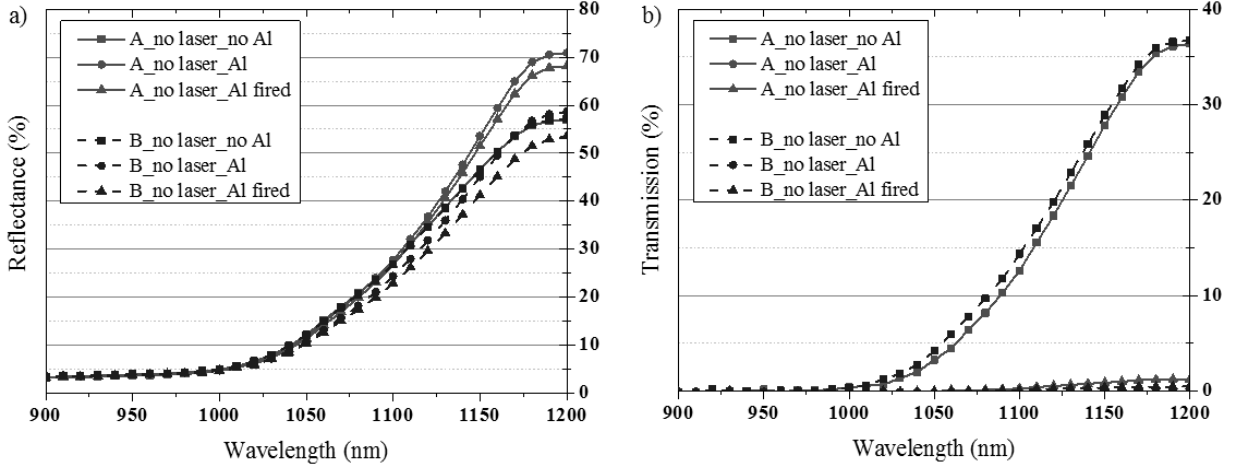 a)
A_no laser_no Al
A_no laser_Al
A_no laser_Al fired
B_no laser_no Al
B_no laser_Al
B_no laser_Al fired
Reflectance (%)
80
70
60
50
40
30
20
10
0
900
950
1000
1050
1100
1150
1200
Wavelength (nm)
b)
A_no laser_no Al
A_no laser_Al
A_no laser_Al fired
B_no laser_no Al
B_no laser_Al
B_no laser_Al fired
Transmission (%)
40
30
20
10
0
900
950
1000
1050
1100
1150
1200
Wavelength (nm)